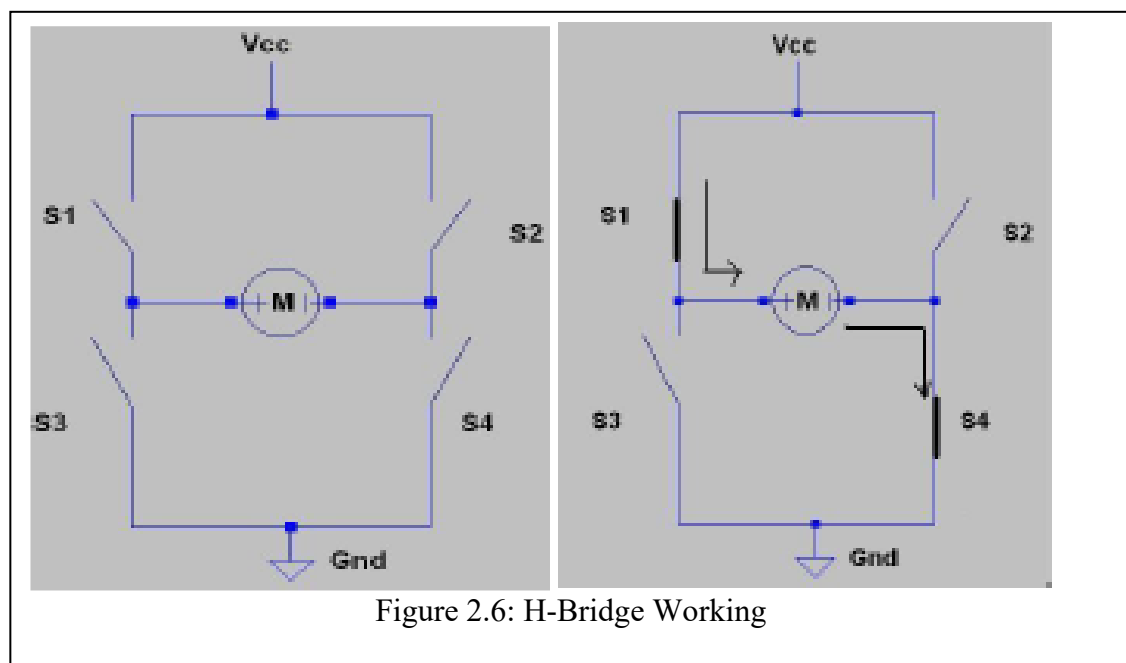 Vcc
S1
S2
M
S3
S4
Gnd
Vcc
S1
S2
M
S3
S4
Gnd
Figure 2.6: H-Bridge Working